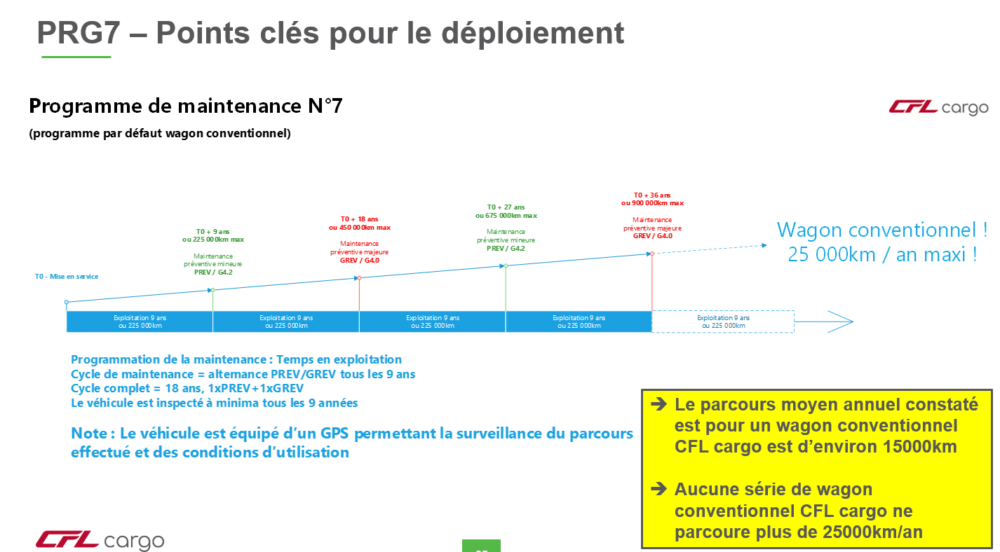 PRG7 – Points clés pour le déploiement
Programme de maintenance N°7
CFL cargo
(programme par défaut wagon conventionnel)
T0 + 36 ans
ou 900 000km max
Maintenance
préventive majeure
GREV / G4.0
T0 + 27 ans
ou 675 000km max
Maintenance
préventive mineure
PREV / G4.2
T0 + 18 ans
ou 450 000km max
Maintenance
préventive majeure
GREV / G4.0
T0 + 9 ans
ou 225 000km max
Maintenance
préventive mineure
PREV / G4.2
T0 - Mise en service
Wagon conventionnel !
25 000km / an maxi !
Exploitation 9 ans
ou 225 000km
Exploitation 9 ans
ou 225 000km
Exploitation 9 ans
ou 225 000km
Exploitation 9 ans
ou 225 000km
Exploitation 9 ans
ou 225 000km
Programmation de la maintenance : Temps en exploitation
Cycle de maintenance = alternance PREV/GREV tous les 9 ans
Cycle complet = 18 ans, 1xPREV+1xGREV
Le véhicule est inspecté à minima tous les 9 années
Note : Le véhicule est équipé d’un GPS permettant la surveillance du parcours
effectué et des conditions d’utilisation
➔ Le parcours moyen annuel constaté
est pour un wagon conventionnel
CFL cargo est d’environ 15000km
➔ Aucune série de wagon
conventionnel CFL cargo ne
parcoure plus de 25000km/an
CFL cargo